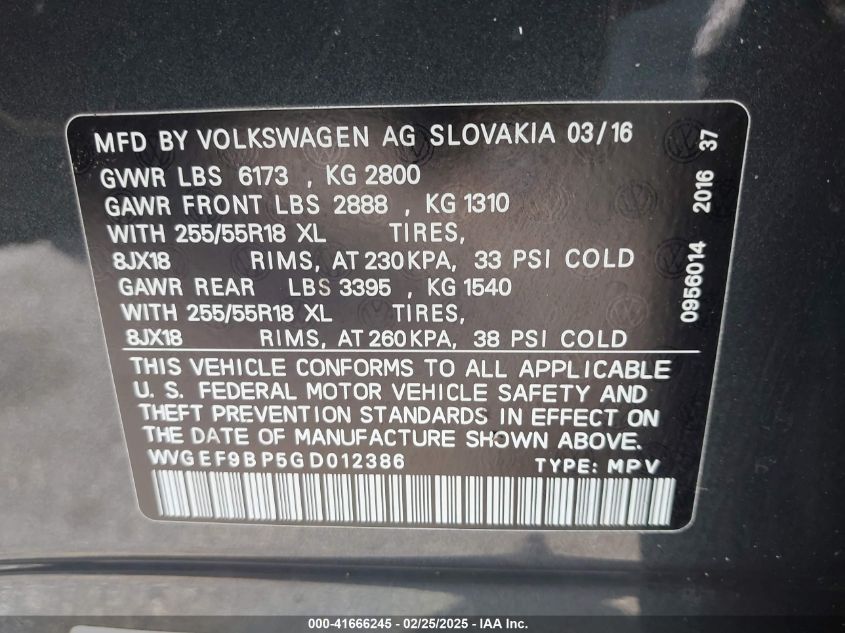 MFD BY VOLKSWAGEN AG SLOVAKIA 03/16
GVWR LBS 6173 , KG 2800
GAWR FRONT LBS 2888 , KG 1310
WITH 255/55R18 XL TIRES,
8JX18 RIMS, AT 230 KPA, 33 PSI COLD
GAWR REAR LBS 3395 , KG 1540
WITH 255/55R18 XL TIRES,
8JX18 RIMS, AT 260 KPA, 38 PSI COLD
THIS VEHICLE CONFORMS TO ALL APPLICABLE
U. S. FEDERAL MOTOR VEHICLE SAFETY AND
THEFT PREVENTION STANDARDS IN EFFECT ON
THE DATE OF MANUFACTURE SHOWN ABOVE.
WVGEF9BP5GD012386 TYPE: MPV
0956014 2016 37
000-41666245 - 02/25/2025 - IAA Inc.